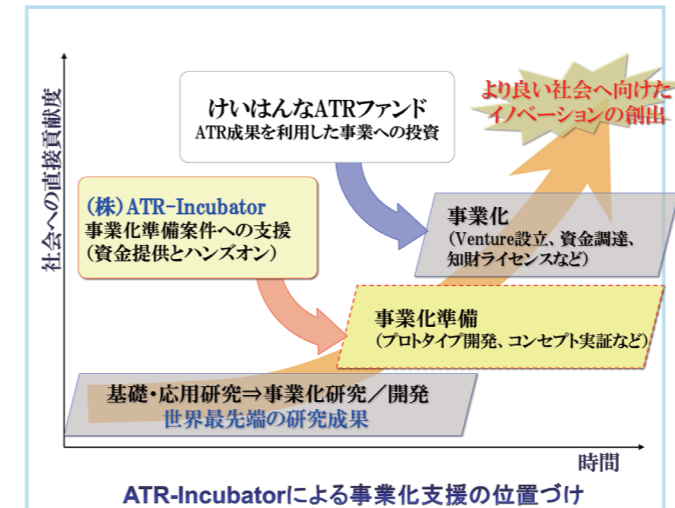 社会への直接貢献度
けいはんなATRファンド
ATR成果を利用した事業への投資
より良い社会へ向けた
イノベーションの創出
(株)ATR-Incubator
事業化準備案件への支援
(資金提供とハンズオン)
事業化
(Venture設立、資金調達、
知財ライセンスなど)
事業化準備
(プロトタイプ開発、コンセプト実証など)
基礎・応用研究⇒事業化研究/開発
世界最先端の研究成果
時間
ATR-Incubatorによる事業化支援の位置づけ